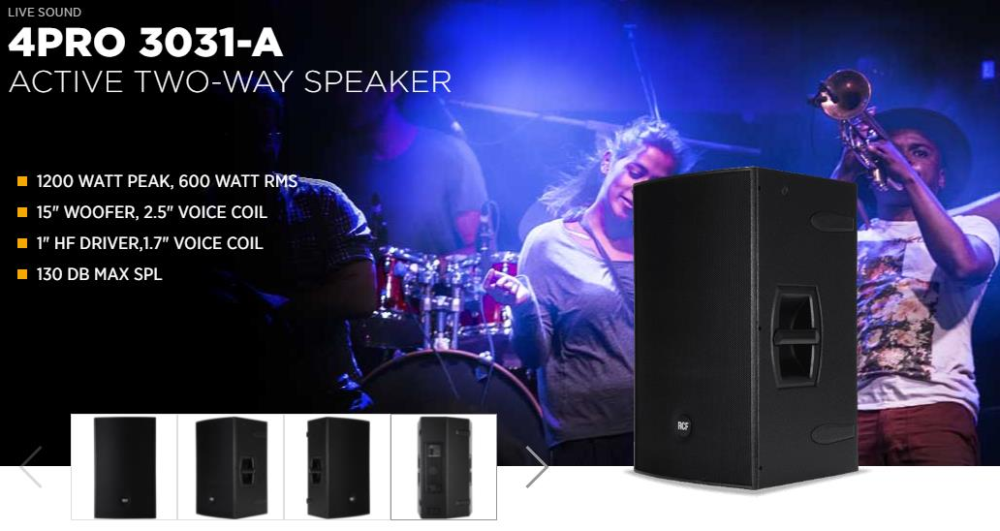 LIVE SOUND
4PRO 3031-A
ACTIVE TWO-WAY SPEAKER
1200 WATT PEAK, 600 WATT RMS
15" WOOFER, 2.5" VOICE COIL
1" HF DRIVER,1.7" VOICE COIL
130 DB MAX SPL
RCF